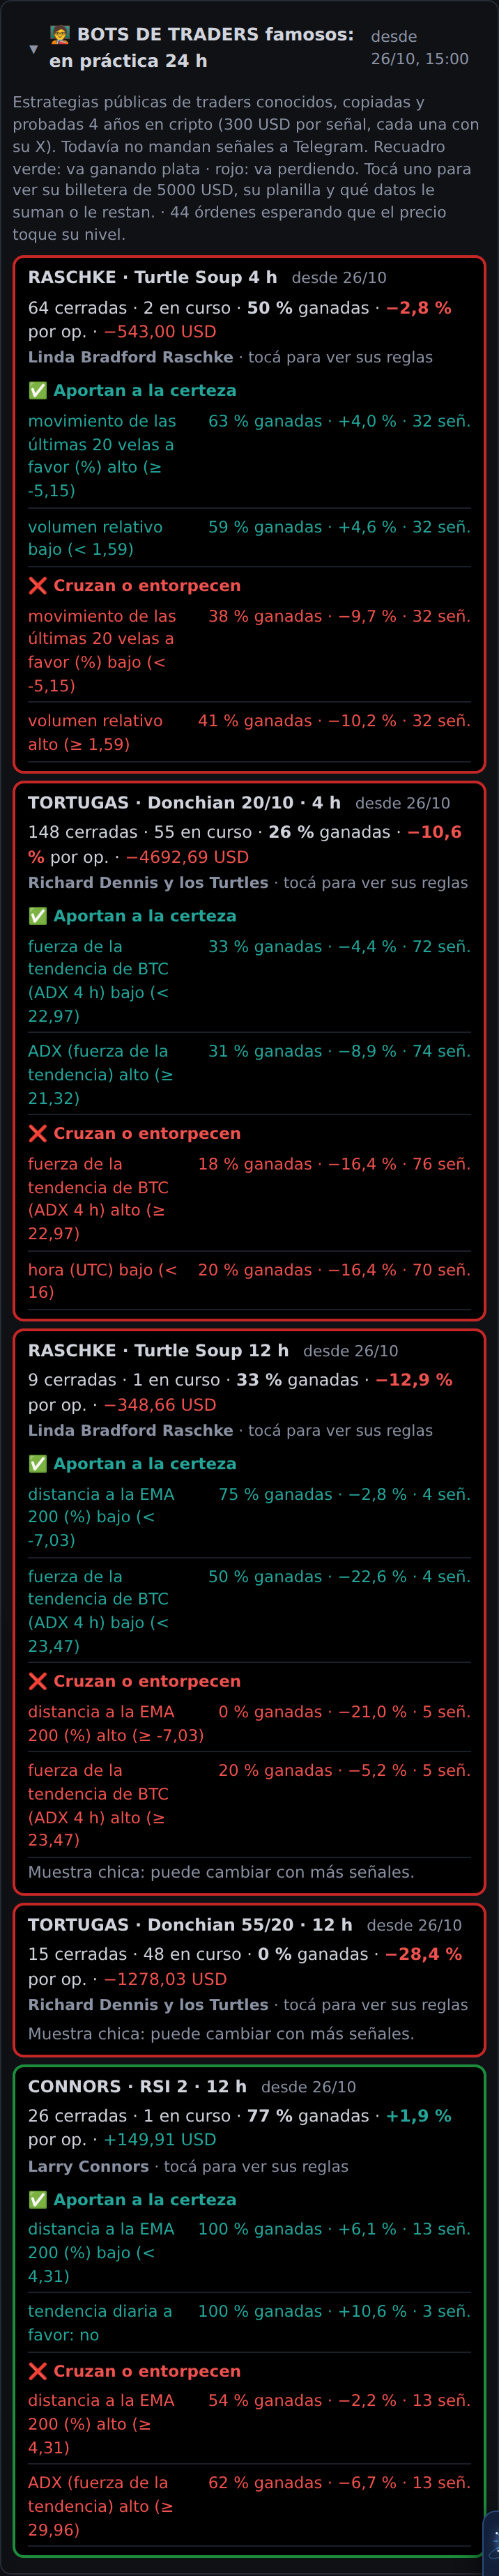 ▼ 🧑‍🏫 BOTS DE TRADERS famosos: en práctica 24 h
desde 26/10, 15:00
Estrategias públicas de traders conocidos, copiadas y
probadas 4 años en cripto (300 USD por señal, cada una con
su X). Todavía no mandan señales a Telegram. Recuadro
verde: va ganando plata · rojo: va perdiendo. Tocá uno para
ver su billetera de 5000 USD, su planilla y qué datos le
suman o le restan. · 44 órdenes esperando que el precio
toque su nivel.
RASCHKE · Turtle Soup 4 h desde 26/10
64 cerradas · 2 en curso · 50 % ganadas · −2,8 %
por op. · −543,00 USD
Linda Bradford Raschke · tocá para ver sus reglas
✅ Aportan a la certeza
movimiento de las 63 % ganadas · +4,0 % · 32 señ.
últimas 20 velas a
favor (%) alto (≥
-5,15)
volumen relativo 59 % ganadas · +4,6 % · 32 señ.
bajo (< 1,59)
❌ Cruzan o entorpecen
movimiento de las 38 % ganadas · −9,7 % · 32 señ.
últimas 20 velas a
favor (%) bajo (<
-5,15)
volumen relativo 41 % ganadas · −10,2 % · 32 señ.
alto (≥ 1,59)
TORTUGAS · Donchian 20/10 · 4 h desde 26/10
148 cerradas · 55 en curso · 26 % ganadas · −10,6
% por op. · −4692,69 USD
Richard Dennis y los Turtles · tocá para ver sus reglas
✅ Aportan a la certeza
fuerza de la 33 % ganadas · −4,4 % · 72 señ.
tendencia de BTC
(ADX 4 h) bajo (<
22,97)
ADX (fuerza de la 31 % ganadas · −8,9 % · 74 señ.
tendencia) alto (≥
21,32)
❌ Cruzan o entorpecen
fuerza de la 18 % ganadas · −16,4 % · 76 señ.
tendencia de BTC
(ADX 4 h) alto (≥
22,97)
hora (UTC) bajo (< 20 % ganadas · −16,4 % · 70 señ.
16)
RASCHKE · Turtle Soup 12 h desde 26/10
9 cerradas · 1 en curso · 33 % ganadas · −12,9 %
por op. · −348,66 USD
Linda Bradford Raschke · tocá para ver sus reglas
✅ Aportan a la certeza
distancia a la EMA 75 % ganadas · −2,8 % · 4 señ.
200 (%) bajo (<
-7,03)
fuerza de la 50 % ganadas · −22,6 % · 4 señ.
tendencia de BTC
(ADX 4 h) bajo (<
23,47)
❌ Cruzan o entorpecen
distancia a la EMA 0 % ganadas · −21,0 % · 5 señ.
200 (%) alto (≥ -7,03)
fuerza de la 20 % ganadas · −5,2 % · 5 señ.
tendencia de BTC
(ADX 4 h) alto (≥
23,47)
Muestra chica: puede cambiar con más señales.
TORTUGAS · Donchian 55/20 · 12 h desde 26/10
15 cerradas · 48 en curso · 0 % ganadas · −28,4 %
por op. · −1278,03 USD
Richard Dennis y los Turtles · tocá para ver sus reglas
Muestra chica: puede cambiar con más señales.
CONNORS · RSI 2 · 12 h desde 26/10
26 cerradas · 1 en curso · 77 % ganadas · +1,9 %
por op. · +149,91 USD
Larry Connors · tocá para ver sus reglas
✅ Aportan a la certeza
distancia a la EMA 100 % ganadas · +6,1 % · 13 señ.
200 (%) bajo (<
4,31)
tendencia diaria a 100 % ganadas · +10,6 % · 3 señ.
favor: no
❌ Cruzan o entorpecen
distancia a la EMA 54 % ganadas · −2,2 % · 13 señ.
200 (%) alto (≥
4,31)
ADX (fuerza de la 62 % ganadas · −6,7 % · 13 señ.
tendencia) alto (≥
29,96)